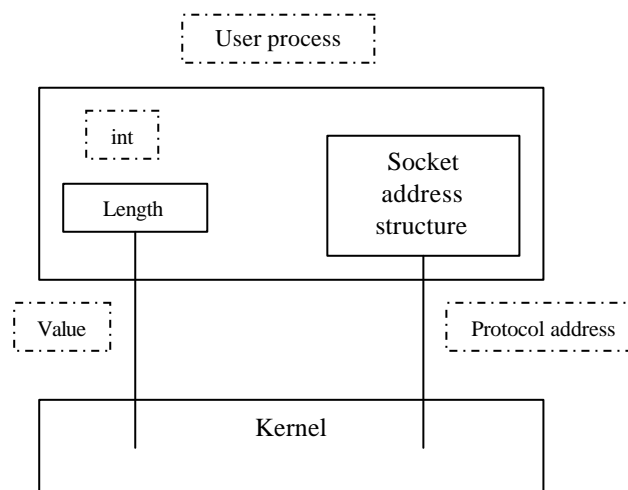 User process
int
Socket
address
structure
Length
Value
Protocol address
Kernel